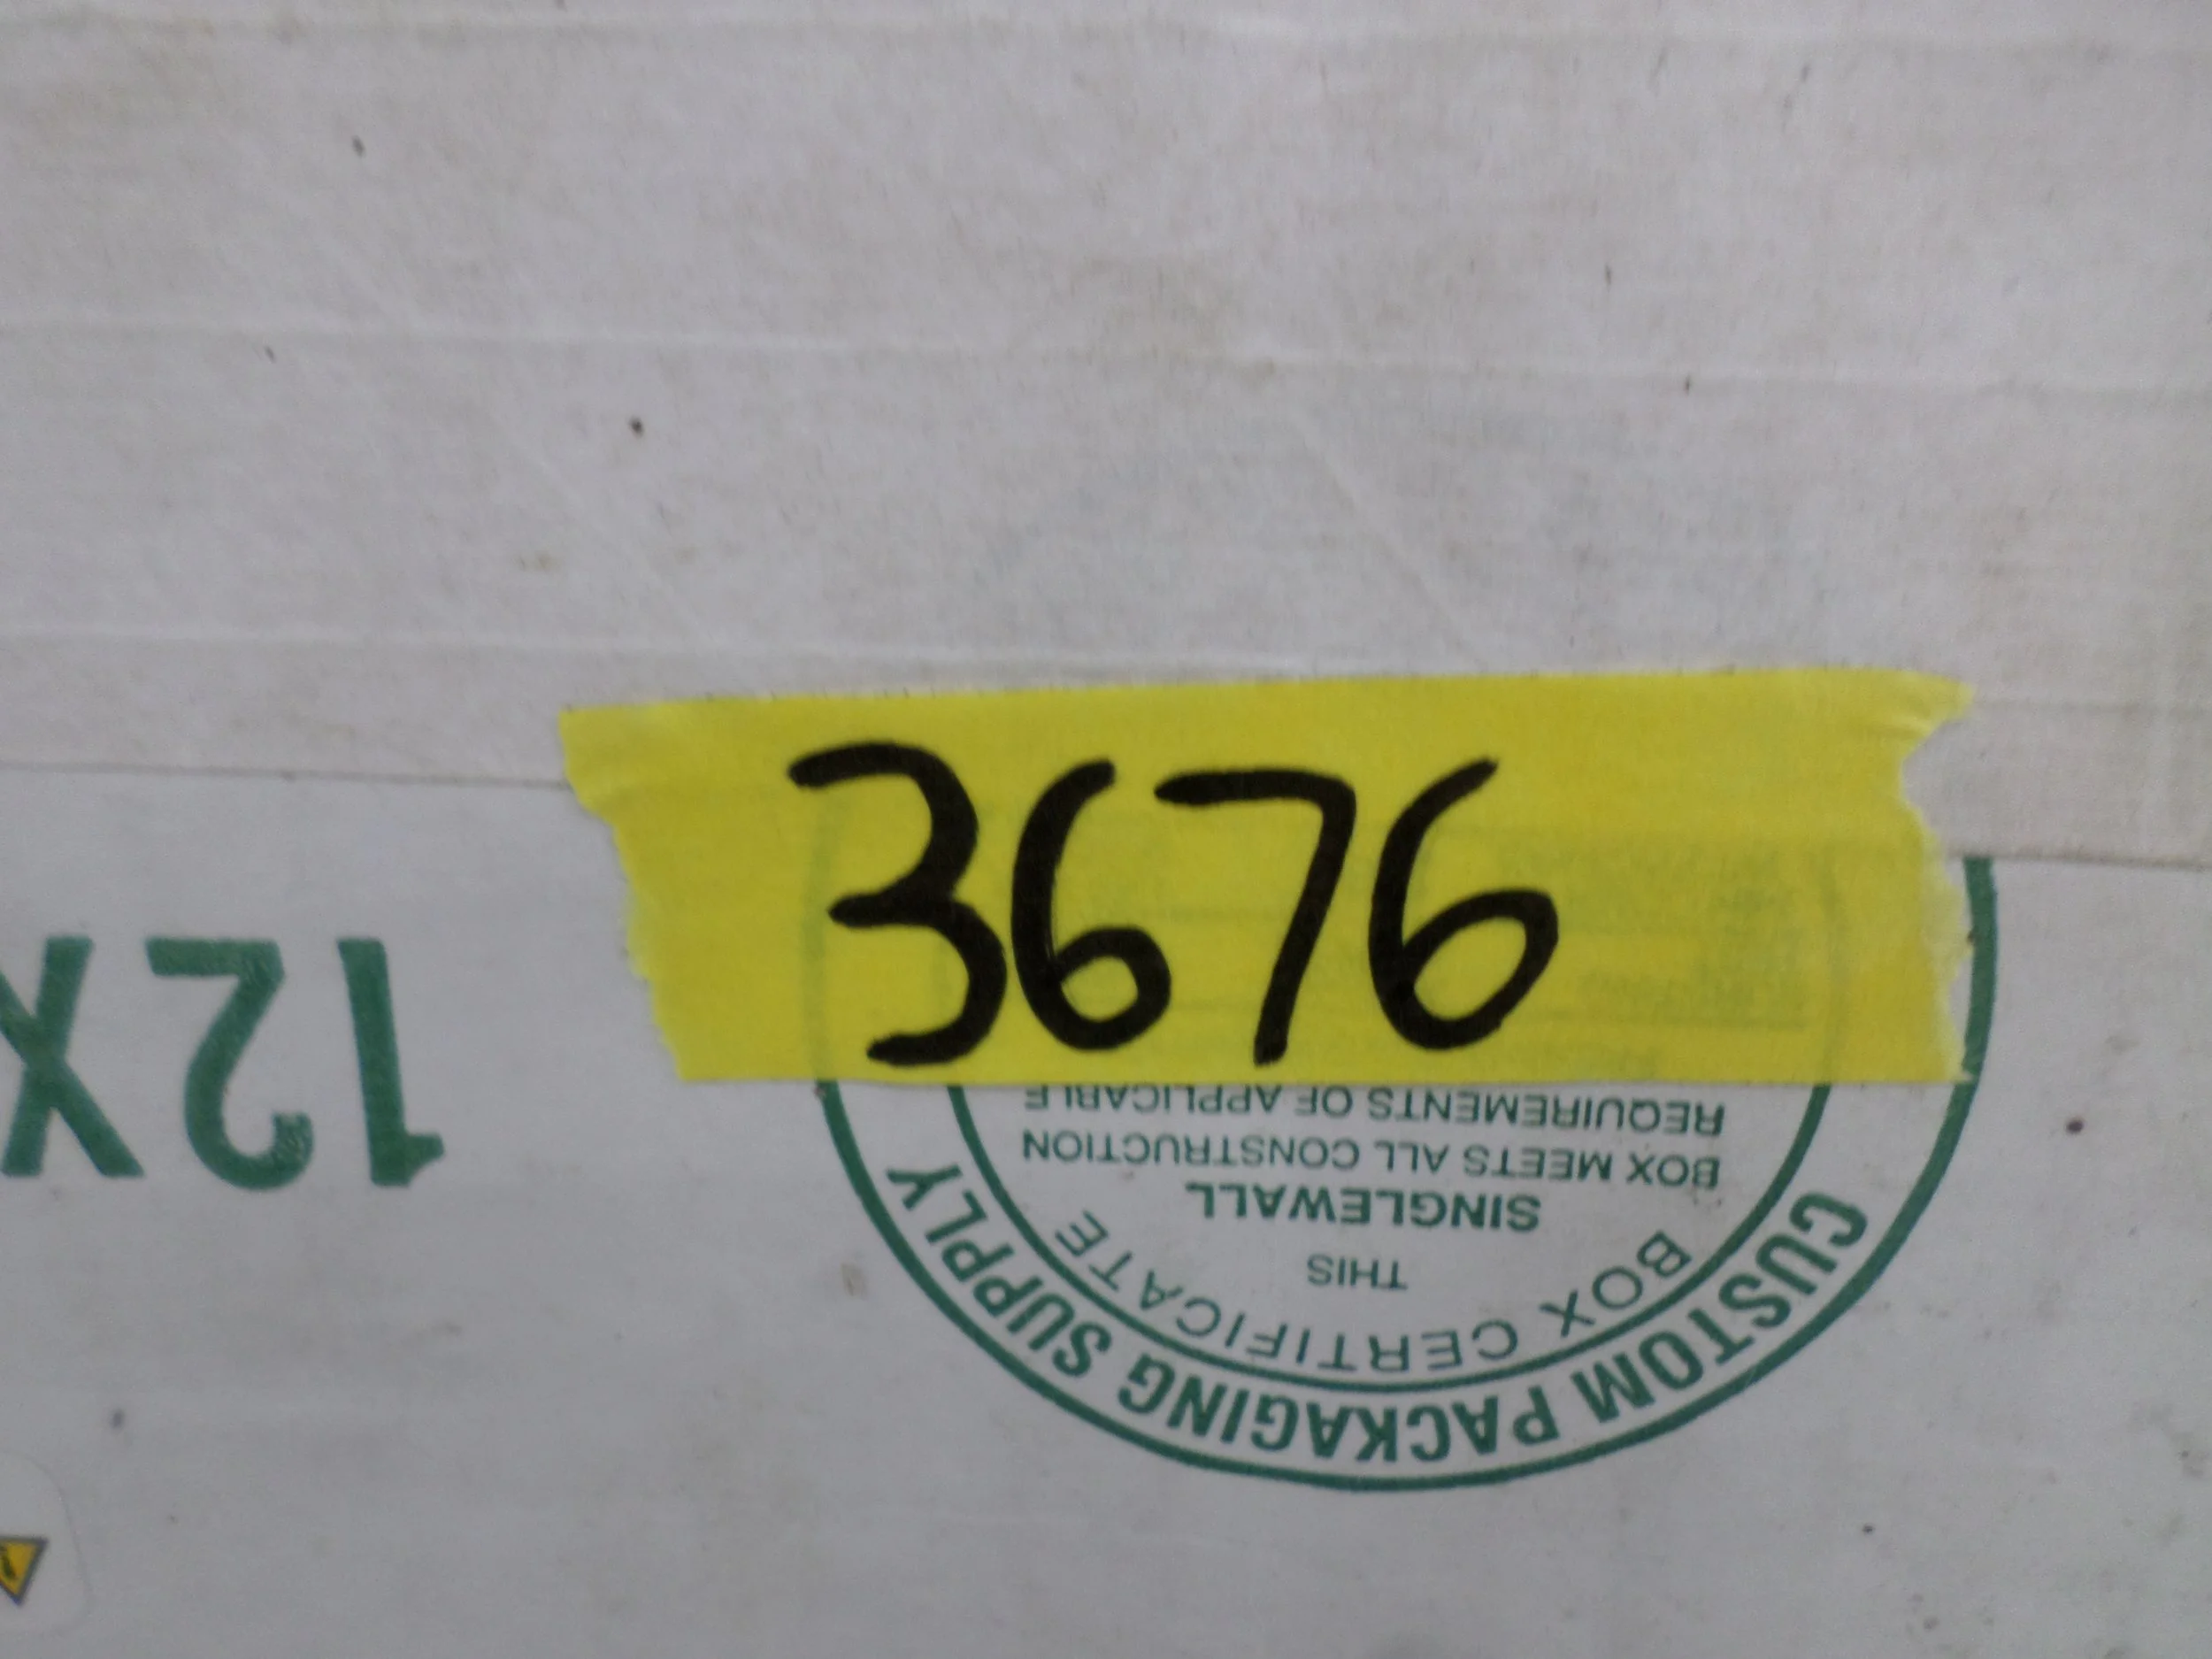 3676
12X
CUSTOM PACKAGING SUPPLY
BOX CERTIFICATE
THIS
SINGLEWALL
BOX MEETS ALL CONSTRUCTION
REQUIREMENTS OF APPLICABLE